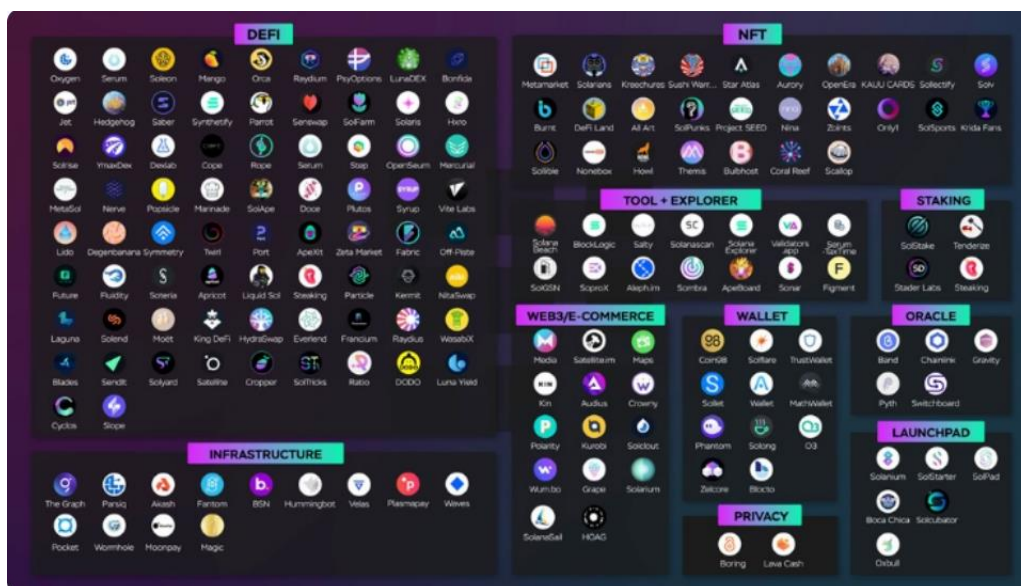 DEFI
Oxygen Serum Soleon Mango Orca Raydium PsyOptions LunaDEX Bonfida
Jet Hedgehog Saber Synthetify Parrot Senswap SolFarm Solaris Hxro
Solrise YmaxDex Dexlab Cope Rope Serum Step OpenSeum Mercurial
MetaSol Nerve Popsicle Marinade SolApe Doce Plutos Syrup Vite Labs
Lido Degenbanana Symmetry Twirl Port ApeXit Zeta Market Fabric Off-Piste
Future Fluidity Soteria Apricot Liquid Sol Steaking Particle Kermit NitaSwap
Laguna Solend Moët King DeFi HydraSwap Everlend Francium Raydius WasabiX
Blades Sendit Solyard Satellite Cropper SolTricks Ratio DODO Luna Yield
Cyclos Slope
INFRASTRUCTURE
The Graph Parsiq Akash Fantom BSN Hummingbot Velas Plasmapay Waves
Pocket Wormhole Moonpay Magic
NFT
Metamarket Solarians Kreechures Sushi Warr... Star Atlas Aurory OpenEra KAIJU CARDS Sollectify Solv
Burnt DeFi Land All Art SolPunks Project SEED Nina Zoints Only1 SolSports Krida Fans
Sollible Nonebox Howl Themis Bulbhost Coral Reef Scallop
TOOL + EXPLORER
Solana Beach BlockLogic Salty Solanascan Solana Explorer Validators .app Serum
SolGSN SoproX Aleph.im Sombra ApeBoard Sonar Figment
STAKING
SolStake Tenderize
Stader Labs Steaking
WEB3/E-COMMERCE
Media Satellite.im Maps
Kin Audius Crowny
Polarity Kurobi Solclout
Wum.bo Grape Solarium
SolanaSail HOAG
WALLET
Coin98 Solflare TrustWallet
Sollet Wallet MathWallet
Phantom Solong O3
Zelcore Blocto
PRIVACY
Boring Lava Cash
ORACLE
Band Chainlink Gravity
Pyth Switchboard
LAUNCHPAD
Solanium SolStarter SolPad
Boca Chica Solcubator
Oxbull